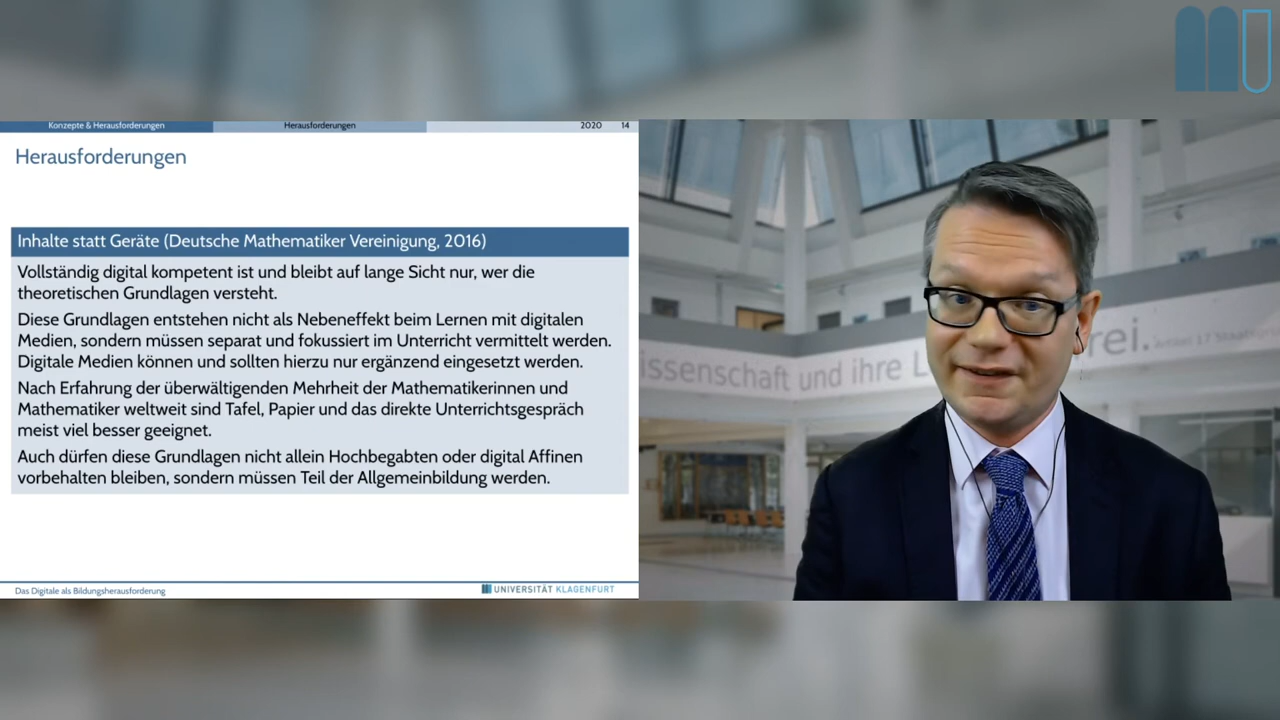 Konzepte & Herausforderungen Herausforderungen 2020 14
Herausforderungen
Inhalte statt Geräte (Deutsche Mathematiker Vereinigung, 2016)
Vollständig digital kompetent ist und bleibt auf lange Sicht nur, wer die
theoretischen Grundlagen versteht.
Diese Grundlagen entstehen nicht als Nebeneffekt beim Lernen mit digitalen
Medien, sondern müssen separat und fokussiert im Unterricht vermittelt werden.
Digitale Medien können und sollten hierzu nur ergänzend eingesetzt werden.
Nach Erfahrung der überwältigenden Mehrheit der Mathematikerinnen und
Mathematiker weltweit sind Tafel, Papier und das direkte Unterrichtsgespräch
meist viel besser geeignet.
Auch dürfen diese Grundlagen nicht allein Hochbegabten oder digital Affinen
vorbehalten bleiben, sondern müssen Teil der Allgemeinbildung werden.
Das Digitale als Bildungsherausforderung
UNIVERSITÄT KLAGENFURT
issenschaft und ihre L rei. Artikel 17